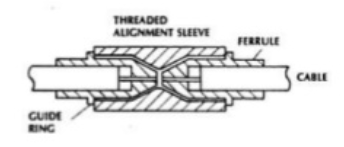 THREADED
ALIGNMENT SLEEVE
FERRULE
CABLE
GUIDE
RING